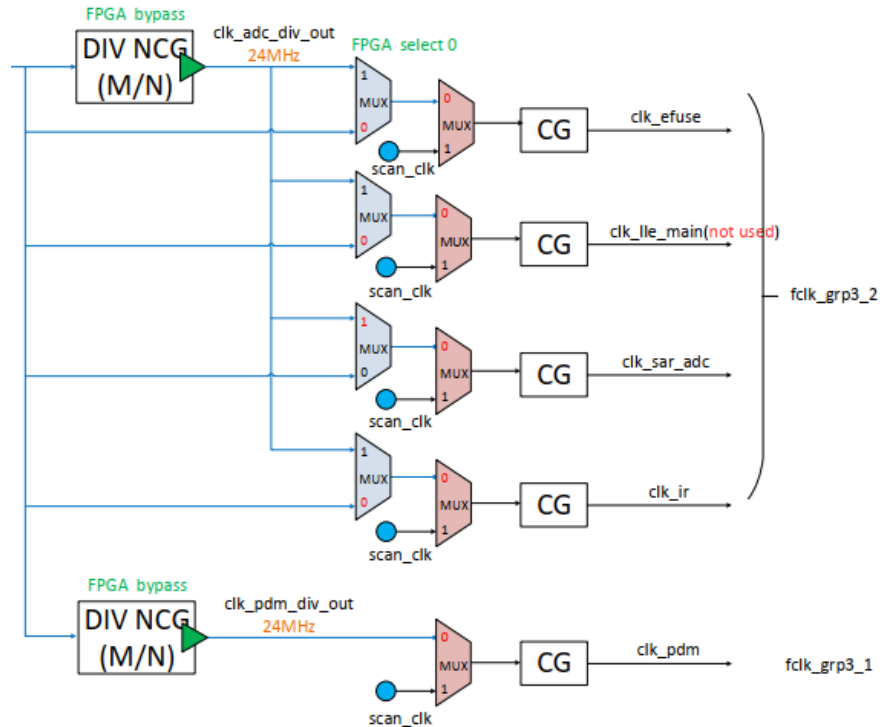 FPGA bypass
DIV NCG
(M/N)
clk_adc_div_out
24MHz
FPGA select 0
1
MUX
0
0
MUX
1
scan_clk
CG
clk_efuse
1
MUX
0
0
MUX
1
scan_clk
CG
clk_lle_main(not used)
fclk_grp3_2
1
MUX
0
0
MUX
1
scan_clk
CG
clk_sar_adc
1
MUX
0
0
MUX
1
scan_clk
CG
clk_ir
FPGA bypass
DIV NCG
(M/N)
clk_pdm_div_out
24MHz
0
MUX
1
scan_clk
CG
clk_pdm
fclk_grp3_1